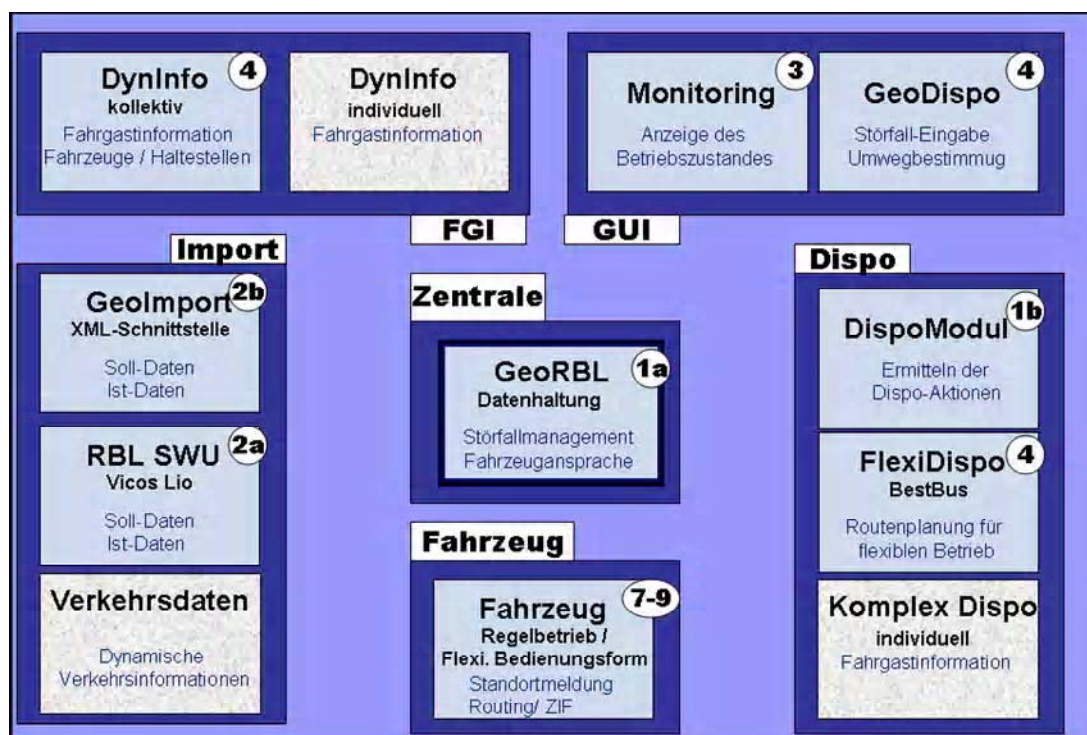 DynInfo
4
kollektiv
Fahrgastinformation
Fahrzeuge / Haltestellen
DynInfo
individuell
Fahrgastinformation
FGI
Monitoring
3
Anzeige des
Betriebszustandes
GeoDispo
4
Störfall-Eingabe
Umwegbestimmug
GUI
Import
GeoImport
2b
XML-Schnittstelle
Soll-Daten
Ist-Daten
RBL SWU
2a
Vicos Lio
Soll-Daten
Ist-Daten
Verkehrsdaten
Dynamische
Verkehrsinformationen
Zentrale
GeoRBL
1a
Datenhaltung
Störfallmanagement
Fahrzeugansprache
Fahrzeug
Fahrzeug
7-9
Regelbetrieb /
Flexi. Bedienungsform
Standortmeldung
Routing/ ZIF
Dispo
DispoModul
1b
Ermitteln der
Dispo-Aktionen
FlexiDispo
4
BestBus
Routenplanung für
flexiblen Betrieb
Komplex Dispo
individuell
Fahrgastinformation